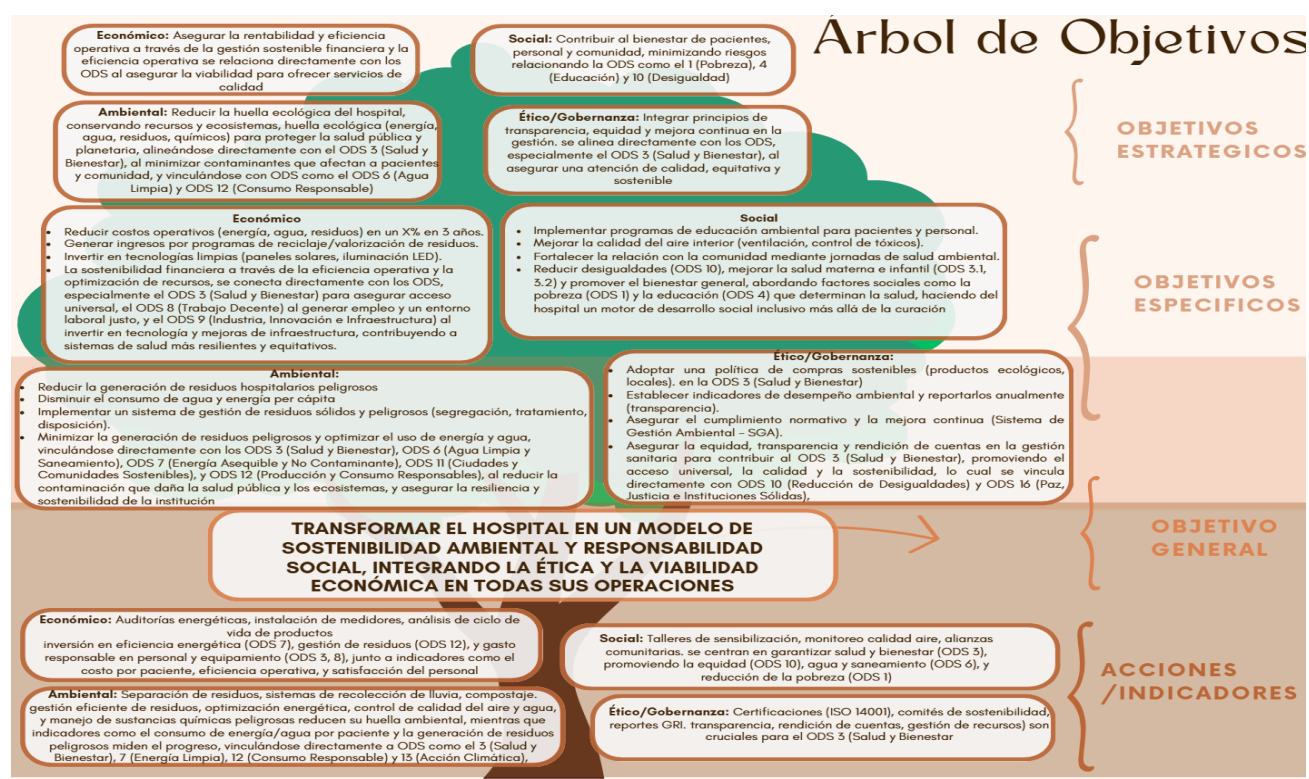 Árbol de Objetivos
Económico: Asegurar la rentabilidad y eficiencia
operativa a través de la gestión sostenible financiera y la
eficiencia operativa se relaciona directamente con los
ODS al asegurar la viabilidad para ofrecer servicios de
calidad
Social: Contribuir al bienestar de pacientes,
personal y comunidad, minimizando riesgos
relacionando la ODS como el 1 (Pobreza), 4
(Educación) y 10 (Desigualdad)
Ambiental: Reducir la huella ecológica del hospital,
conservando recursos y ecosistemas, huella ecológica (energía,
agua, residuos, químicos) para proteger la salud pública y
planetaria, alineándose directamente con el ODS 3 (Salud y
Bienestar), al minimizar contaminantes que afectan a pacientes
y comunidad, y vinculándose con ODS como el ODS 6 (Agua
Limpia) y ODS 12 (Consumo Responsable)
Ético/Gobernanza: Integrar principios de
transparencia, equidad y mejora continua en la
gestión. se alinea directamente con los ODS,
especialmente el ODS 3 (Salud y Bienestar), al
asegurar una atención de calidad, equitativa y
sostenible
OBJETIVOS
ESTRATEGICOS
Económico
• Reducir costos operativos (energía, agua, residuos) en un X% en 3 años.
• Generar ingresos por programas de reciclaje/valorización de residuos.
• Invertir en tecnologías limpias (paneles solares, iluminación LED).
• La sostenibilidad financiera a través de la eficiencia operativa y la
optimización de recursos, se conecta directamente con los ODS,
especialmente el ODS 3 (Salud y Bienestar) para asegurar acceso
universal, el ODS 8 (Trabajo Decente) al generar empleo y un entorno
laboral justo, y el ODS 9 (Industria, Innovación e Infraestructura) al
invertir en tecnología y mejoras de infraestructura, contribuyendo a
sistemas de salud más resilientes y equitativos.
Social
• Implementar programas de educación ambiental para pacientes y personal.
• Mejorar la calidad del aire interior (ventilación, control de tóxicos).
• Fortalecer la relación con la comunidad mediante jornadas de salud ambiental.
• Reducir desigualdades (ODS 10), mejorar la salud materna e infantil (ODS 3.1,
3.2) y promover el bienestar general, abordando factores sociales como la
pobreza (ODS 1) y la educación (ODS 4) que determinan la salud, haciendo del
hospital un motor de desarrollo social inclusivo más allá de la curación
OBJETIVOS
ESPECIFICOS
Ambiental:
• Reducir la generación de residuos hospitalarios peligrosos
• Disminuir el consumo de agua y energía per cápita
• Implementar un sistema de gestión de residuos sólidos y peligrosos (segregación, tratamiento,
disposición).
• Minimizar la generación de residuos peligrosos y optimizar el uso de energía y agua,
vinculándose directamente con los ODS 3 (Salud y Bienestar), ODS 6 (Agua Limpia y
Saneamiento), ODS 7 (Energía Asequible y No Contaminante), ODS 11 (Ciudades y
Comunidades Sostenibles), y ODS 12 (Producción y Consumo Responsables), al reducir la
contaminación que daña la salud pública y los ecosistemas, y asegurar la resiliencia y
sostenibilidad de la institución
Ético/Gobernanza:
• Adoptar una política de compras sostenibles (productos ecológicos,
locales). en la ODS 3 (Salud y Bienestar)
• Establecer indicadores de desempeño ambiental y reportarlos anualmente
(transparencia).
• Asegurar el cumplimiento normativo y la mejora continua (Sistema de
Gestión Ambiental – SGA).
• Asegurar la equidad, transparencia y rendición de cuentas en la gestión
sanitaria para contribuir al ODS 3 (Salud y Bienestar), promoviendo el
acceso universal, la calidad y la sostenibilidad, lo cual se vincula
directamente con ODS 10 (Reducción de Desigualdades) y ODS 16 (Paz,
Justicia e Instituciones Sólidas),
TRANSFORMAR EL HOSPITAL EN UN MODELO DE
SOSTENIBILIDAD AMBIENTAL Y RESPONSABILIDAD
SOCIAL, INTEGRANDO LA ÉTICA Y LA VIABILIDAD
ECONÓMICA EN TODAS SUS OPERACIONES
OBJETIVO
GENERAL
Económico: Auditorías energéticas, instalación de medidores, análisis de ciclo de
vida de productos
inversión en eficiencia energética (ODS 7), gestión de residuos (ODS 12), y gasto
responsable en personal y equipamiento (ODS 3, 8), junto a indicadores como el
costo por paciente, eficiencia operativa, y satisfacción del personal
Social: Talleres de sensibilización, monitoreo calidad aire, alianzas
comunitarias. se centran en garantizar salud y bienestar (ODS 3),
promoviendo la equidad (ODS 10), agua y saneamiento (ODS 6), y
reducción de la pobreza (ODS 1)
ACCIONES
/INDICADORES
Ambiental: Separación de residuos, sistemas de recolección de lluvia, compostaje.
gestión eficiente de residuos, optimización energética, control de calidad del aire y agua,
y manejo de sustancias químicas peligrosas reducen su huella ambiental, mientras que
indicadores como el consumo de energía/agua por paciente y la generación de residuos
peligrosos miden el progreso, vinculándose directamente a ODS como el 3 (Salud y
Bienestar), 7 (Energía Limpia), 12 (Consumo Responsable) y 13 (Acción Climática),
Ético/Gobernanza: Certificaciones (ISO 14001), comités de sostenibilidad,
reportes GRI. transparencia, rendición de cuentas, gestión de recursos) son
cruciales para el ODS 3 (Salud y Bienestar